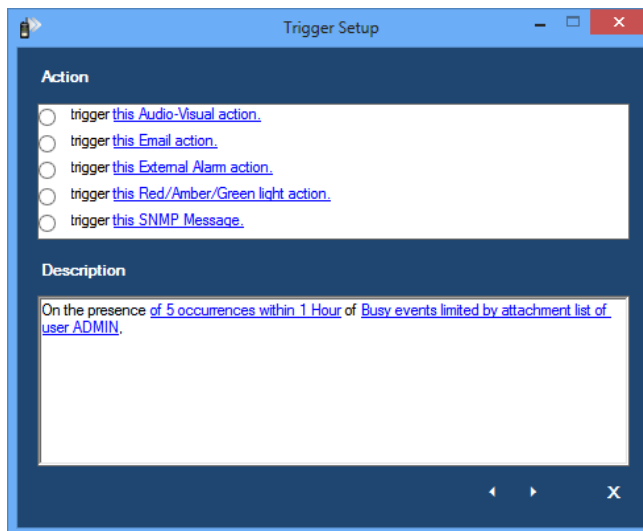 Trigger Setup
Action
trigger this Audio-Visual action.
trigger this Email action.
trigger this External Alarm action.
trigger this Red/Amber/Green light action.
trigger this SNMP Message.
Description
On the presence of 5 occurrences within 1 Hour of Busy events limited by attachment list of
user ADMIN,